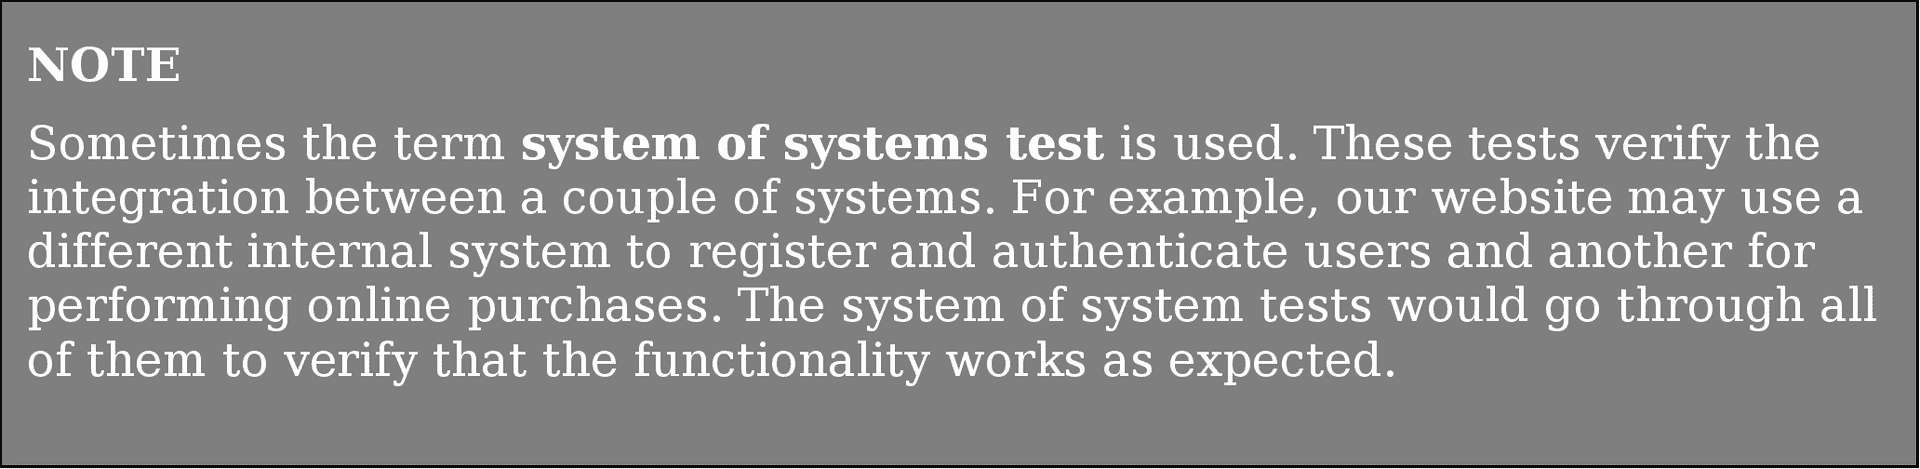 NOTE
Sometimes the term system of systems test is used. These tests verify the
integration between a couple of systems. For example, our website may use a
different internal system to register and authenticate users and another for
performing online purchases. The system of system tests would go through all
of them to verify that the functionality works as expected.